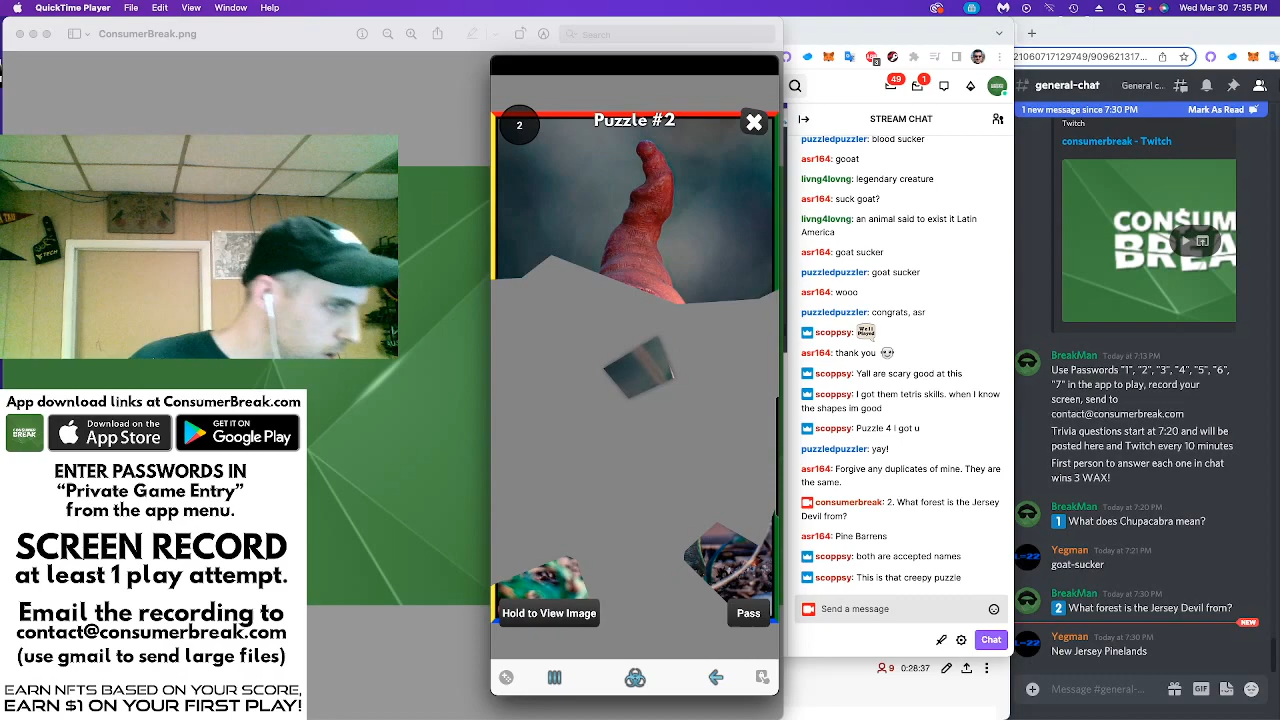 QuickTime Player File Edit View Window Help
Mar 30 7:35 PM
ConsumerBreak.png
Search
App download links at ConsumerBreak.com
CONSUMER BREAK
Download on the
App Store
GET IT ON
Google Play
ENTER PASSWORDS IN
“Private Game Entry”
from the app menu.
SCREEN RECORD
at least 1 play attempt.
Email the recording to
contact@consumerbreak.com
(use gmail to send large files)
EARN NFTS BASED ON YOUR SCORE,
EARN $1 ON YOUR FIRST PLAY!
2
Puzzle #2
Hold to View Image
Pass
49
1
STREAM CHAT
puzzledpuzzler: blood sucker
asr164: gooat
livng4lovng: legendary creature
asr164: suck goat?
livng4lovng: an animal said to exist it Latin
America
asr164: goat sucker
puzzledpuzzler: goat sucker
asr164: wooo
puzzledpuzzler: congrats, asr
scoppsy: Well Played
asr164: thank you
scoppsy: Yall are scary good at this
scoppsy: I got them tetris skills. when I know
the shapes im good
scoppsy: Puzzle 4 I got u
puzzledpuzzler: yay!
asr164: Forgive any duplicates of mine. They are
the same.
consumerbreak: 2. What forest is the Jersey
Devil from?
asr164: Pine Barrens
scoppsy: both are accepted names
scoppsy: This is that creepy puzzle
Send a message
Chat
9 0:28:37
21060717129749/909621317...
general-chat General c...
1 new message since 7:30 PM Mark As Read
Twitch
consumerbreak - Twitch
CON$UM
BREA
BreakMan Today at 7:13 PM
Use Passwords "1", "2", "3", "4", "5", "6",
"7" in the app to play, record your
screen, send to
contact@consumerbreak.com
Trivia questions start at 7:20 and will be
posted here and Twitch every 10 minutes
First person to answer each one in chat
wins 3 WAX!
BreakMan Today at 7:20 PM
1 What does Chupacabra mean?
Yegman Today at 7:21 PM
goat-sucker
BreakMan Today at 7:30 PM
2 What forest is the Jersey Devil from?
NEW
Yegman Today at 7:30 PM
New Jersey Pinelands
Message #general-...
GIF